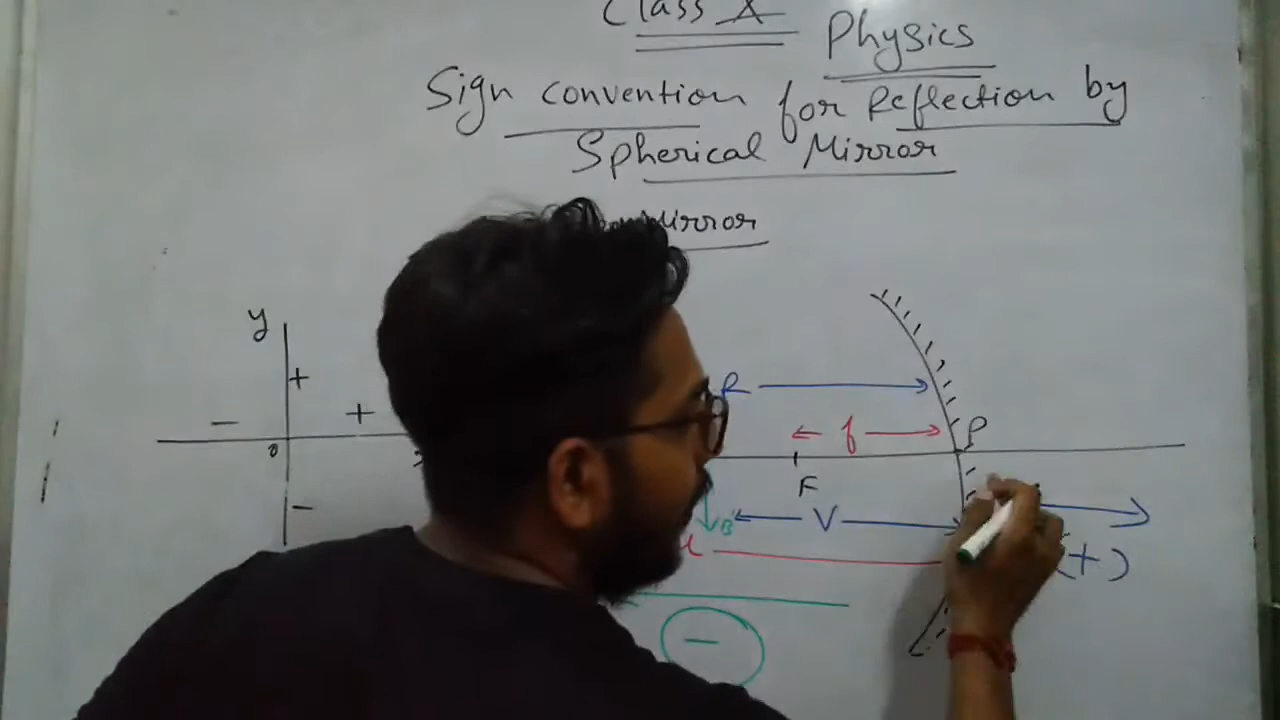 Class X
Physics
Sign convention for Reflection by
Spherical Mirror
Mirror
y
+
- +
0
-
R
f P
F
B' V
u
(+)
-